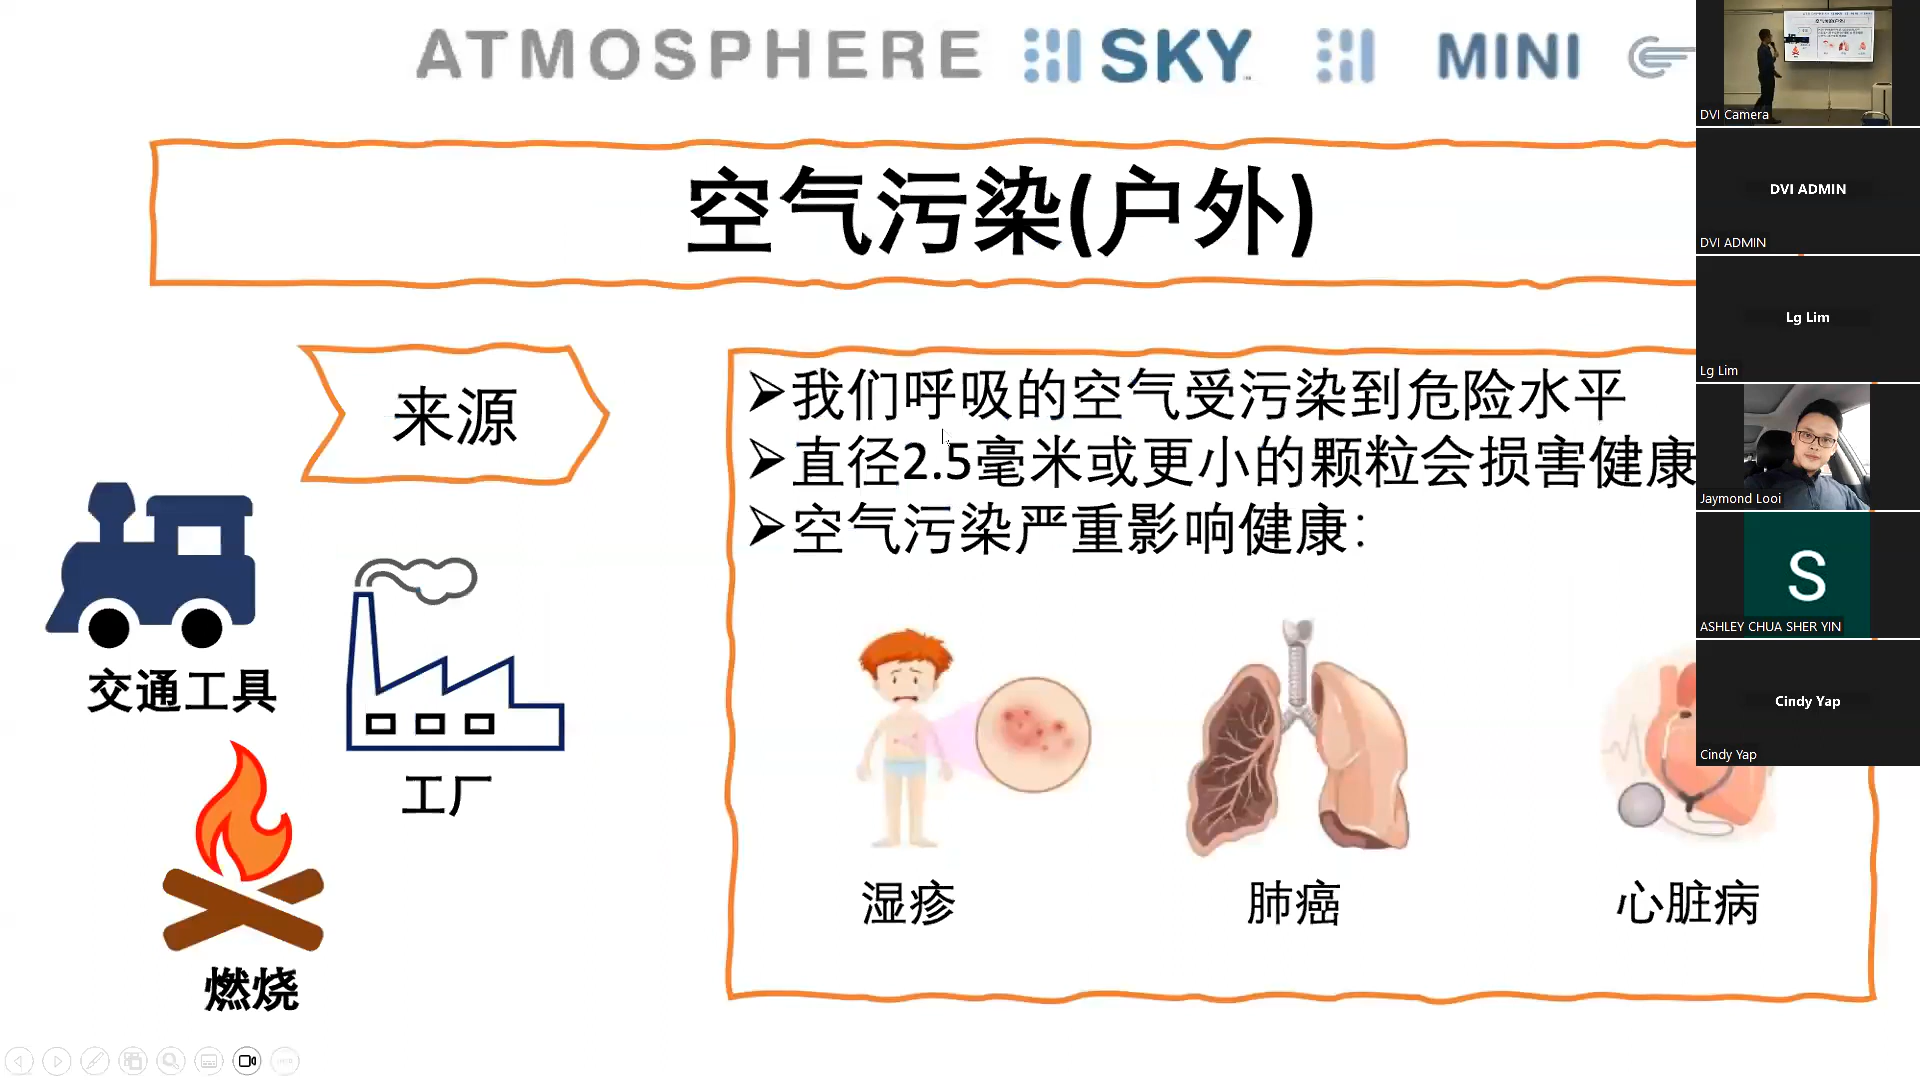 ATMOSPHERE SKY MINI
空气污染(户外)
来源
➢我们呼吸的空气受污染到危险水平
➢直径2.5毫米或更小的颗粒会损害健康
➢空气污染严重影响健康：
交通工具
工厂
燃烧
湿疹
肺癌
心脏病
DVI Camera
DVI ADMIN
DVI ADMIN
Lg Lim
Lg Lim
Jaymond Looi
S
ASHLEY CHUA SHER YIN
Cindy Yap
Cindy Yap